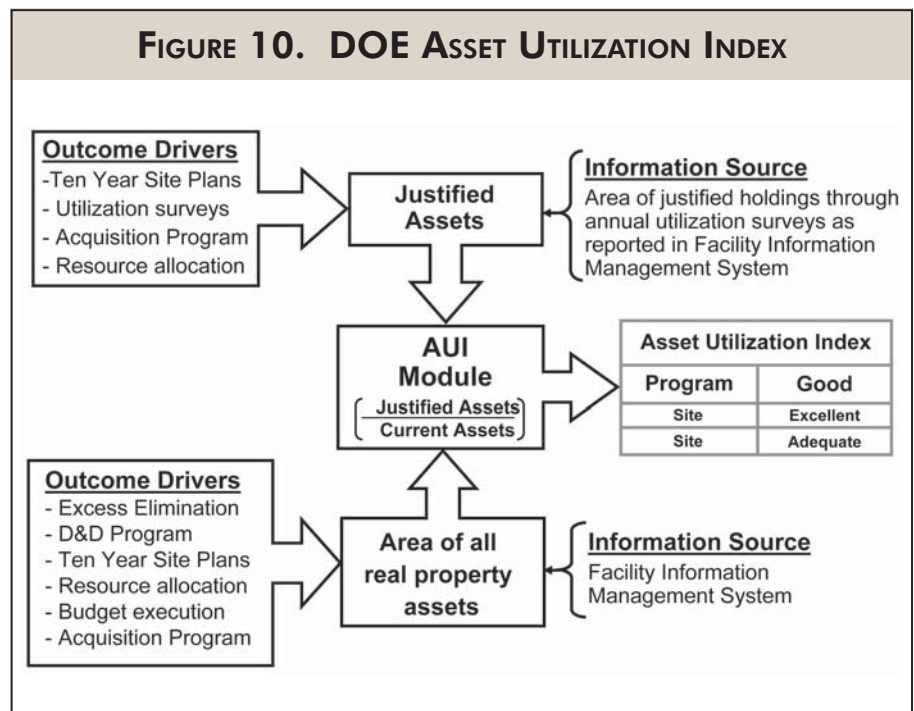 FIGURE 10. DOE ASSET UTILIZATION INDEX
Outcome Drivers
-Ten Year Site Plans
- Utilization surveys
- Acquisition Program
- Resource allocation
Justified
Assets
Information Source
Area of justified holdings through
annual utilization surveys as
reported in Facility Information
Management System
AUI
Module
Justified Assets
Current Assets
Asset Utilization Index
Program Good
Site Excellent
Site Adequate
Outcome Drivers
- Excess Elimination
- D&D Program
- Ten Year Site Plans
- Resource allocation
- Budget execution
- Acquisition Program
Area of all
real property
assets
Information Source
Facility Information
Management System